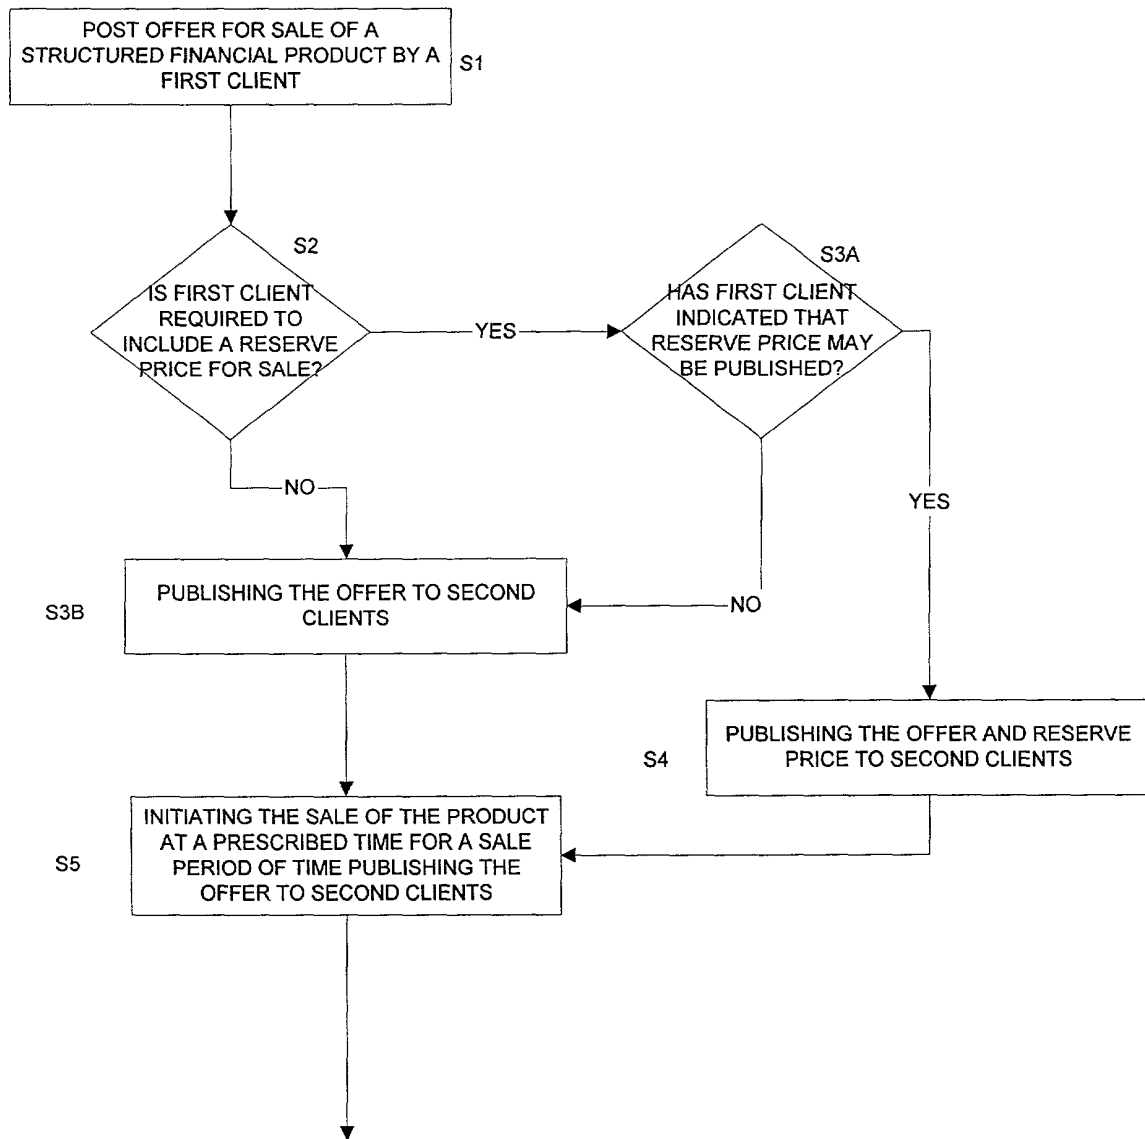 POST OFFER FOR SALE OF A
STRUCTURED FINANCIAL PRODUCT BY A
FIRST CLIENT
S1
S2
IS FIRST CLIENT
REQUIRED TO
INCLUDE A RESERVE
PRICE FOR SALE?
YES
S3A
HAS FIRST CLIENT
INDICATED THAT
RESERVE PRICE MAY
BE PUBLISHED?
NO
YES
S3B
PUBLISHING THE OFFER TO SECOND
CLIENTS
NO
S4
PUBLISHING THE OFFER AND RESERVE
PRICE TO SECOND CLIENTS
S5
INITIATING THE SALE OF THE PRODUCT
AT A PRESCRIBED TIME FOR A SALE
PERIOD OF TIME PUBLISHING THE
OFFER TO SECOND CLIENTS